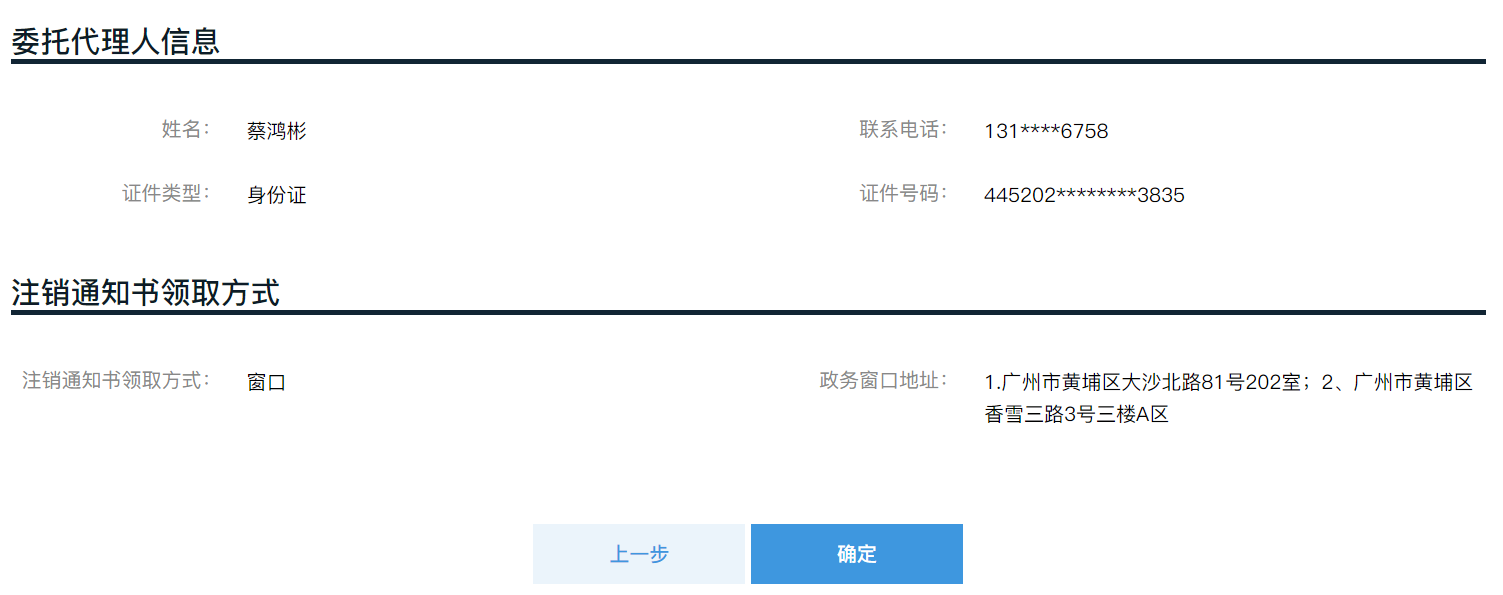 委托代理人信息
姓名：
蔡鸿彬
联系电话：
131****6758
证件类型：
身份证
证件号码：
445202********3835
注销通知书领取方式
注销通知书领取方式：
窗口
政务窗口地址：
1.广州市黄埔区大沙北路81号202室；2、广州市黄埔区
香雪三路3号三楼A区
上一步
确定